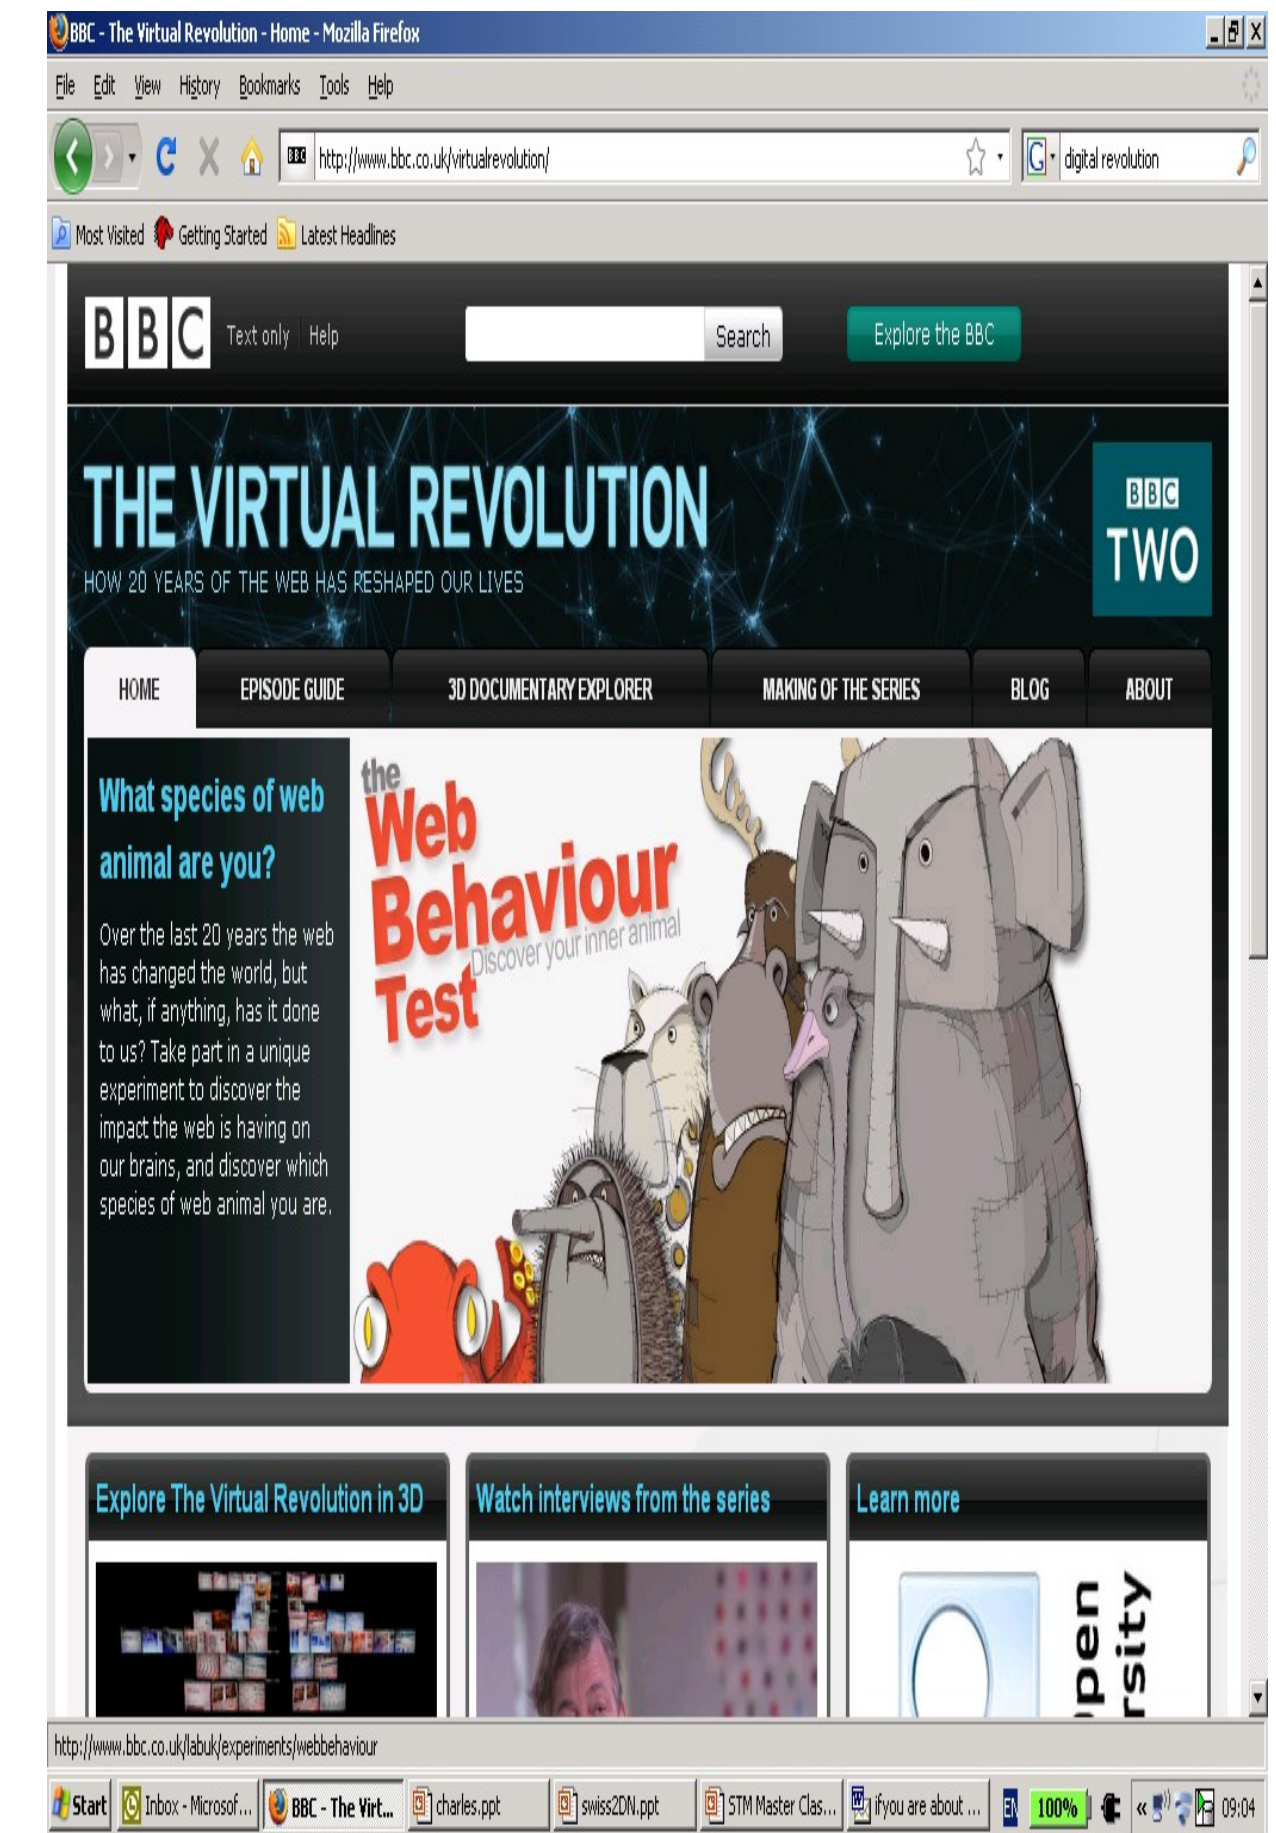 BBC - The Virtual Revolution - Home - Mozilla Firefox
File Edit View History Bookmarks Tools Help
BBC http://www.bbc.co.uk/virtualrevolution/ G digital revolution
Most Visited Getting Started Latest Headlines
BBC Text only Help Search Explore the BBC
THE VIRTUAL REVOLUTION
HOW 20 YEARS OF THE WEB HAS RESHAPED OUR LIVES
BBC
TWO
HOME EPISODE GUIDE 3D DOCUMENTARY EXPLORER MAKING OF THE SERIES BLOG ABOUT
What species of web
animal are you?
Over the last 20 years the web
has changed the world, but
what, if anything, has it done
to us? Take part in a unique
experiment to discover the
impact the web is having on
our brains, and discover which
species of web animal you are.
the
Web
Behaviour
Discover your inner animal
Test
Explore The Virtual Revolution in 3D
Watch interviews from the series
Learn more
pen
rsity
http://www.bbc.co.uk/labuk/experiments/webbehaviour
Start Inbox - Microsof... BBC - The Virt... charles.ppt swiss2DN.ppt STM Master Clas... ifyou are about ... EN 100% « 09:04